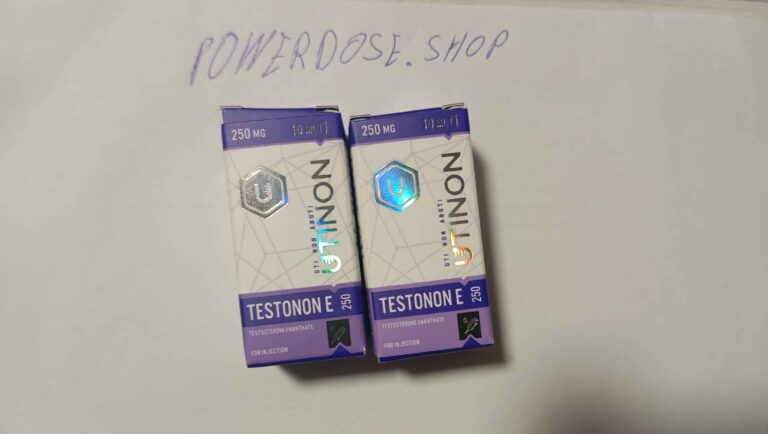 POWERDOSE.SHOP
250 MG 10 ML
UTINON
UTI NON ABUTI
TESTONON E 250
TESTOSTERONE ENANTHATE
FOR INJECTION
250 MG 10 ML
UTINON
UTI NON ABUTI
TESTONON E 250
TESTOSTERONE ENANTHATE
FOR INJECTION